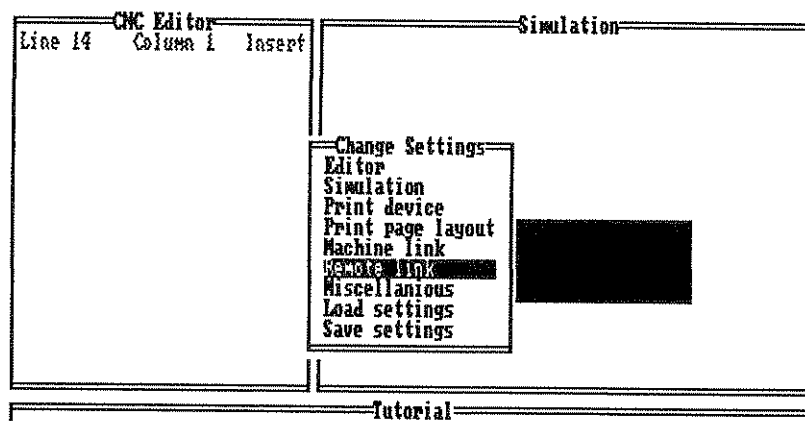 CNC Editor
Simulation
Line 14 Column 1 Insert
Change Settings
Editor
Simulation
Print device
Print page layout
Machine link
Remote link
Miscellanious
Load settings
Save settings
Tutorial